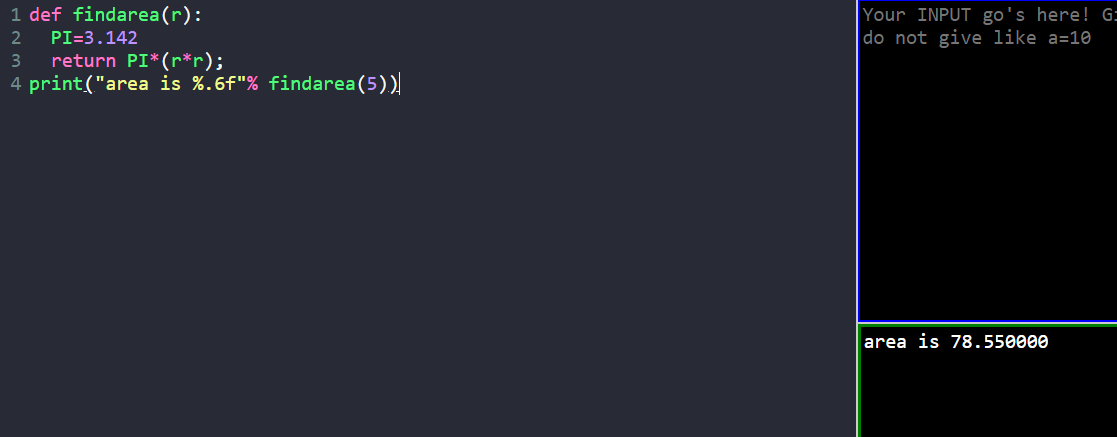 1 def findarea(r):
2   PI=3.142
3   return PI*(r*r);
4 print("area is %.6f"% findarea(5))
Your INPUT go's here!
do not give like a=10
area is 78.550000